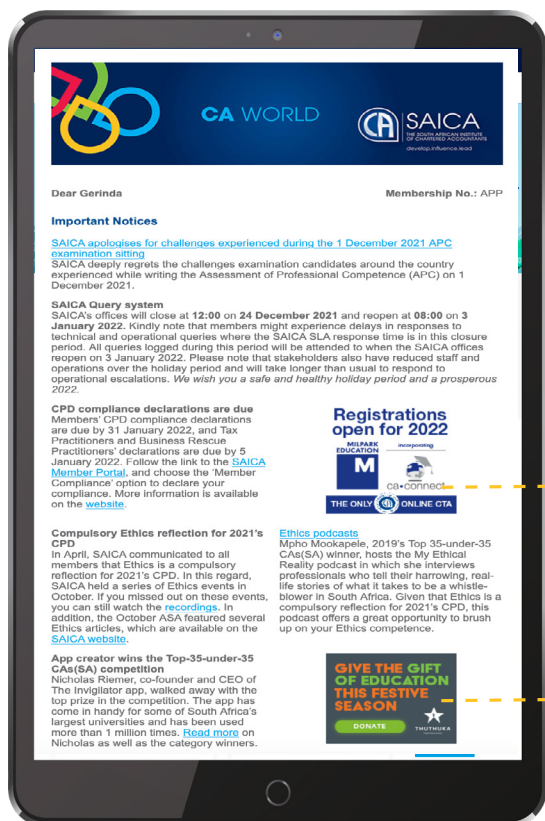 CA WORLD
SAICA
THE SOUTH AFRICAN INSTITUTE
OF CHARTERED ACCOUNTANTS
develop.influence.lead
Dear Gerinda
Membership No.: APP
Important Notices
SAICA apologises for challenges experienced during the 1 December 2021 APC
examination sitting
SAICA deeply regrets the challenges examination candidates around the country
experienced while writing the Assessment of Professional Competence (APC) on 1
December 2021.
SAICA Query system
SAICA's offices will close at 12:00 on 24 December 2021 and reopen at 08:00 on 3
January 2022. Kindly note that members might experience delays in responses to
technical and operational queries where the SAICA SLA response time is in this closure
period. All queries logged during this period will be attended to when the SAICA offices
reopen on 3 January 2022. Please note that stakeholders also have reduced staff and
operations over the holiday period and will take longer than usual to respond to
operational escalations. We wish you a safe and healthy holiday period and a prosperous
2022.
CPD compliance declarations are due
Members' CPD compliance declarations
are due by 31 January 2022, and Tax
Practitioners and Business Rescue
Practitioners' declarations are due by 5
January 2022. Follow the link to the SAICA
Member Portal, and choose the 'Member
Compliance' option to declare your
compliance. More information is available
on the website.
Registrations
open for 2022
MILPARK
EDUCATION
incorporating
M
ca•connect
THE ONLY CA ONLINE CTA
Compulsory Ethics reflection for 2021's
CPD
In April, SAICA communicated to all
members that Ethics is a compulsory
reflection for 2021's CPD. In this regard,
SAICA held a series of Ethics events in
October. If you missed out on these events,
you can still watch the recordings. In
addition, the October ASA featured several
Ethics articles, which are available on the
SAICA website.
Ethics podcasts
Mpho Mookapele, 2019's Top 35-under-35
CAs(SA) winner, hosts the My Ethical
Reality podcast in which she interviews
professionals who tell their harrowing, real-
life stories of what it takes to be a whistle-
blower in South Africa. Given that Ethics is a
compulsory reflection for 2021's CPD, this
podcast offers a great opportunity to brush
up on your Ethics competence.
App creator wins the Top-35-under-35
CAs(SA) competition
Nicholas Riemer, co-founder and CEO of
The Invigilator app, walked away with the
top prize in the competition. The app has
come in handy for some of South Africa's
largest universities and has been used
more than 1 million times. Read more on
Nicholas as well as the category winners.
GIVE THE GIFT
OF EDUCATION
THIS FESTIVE
SEASON
DONATE
THUTHUKA